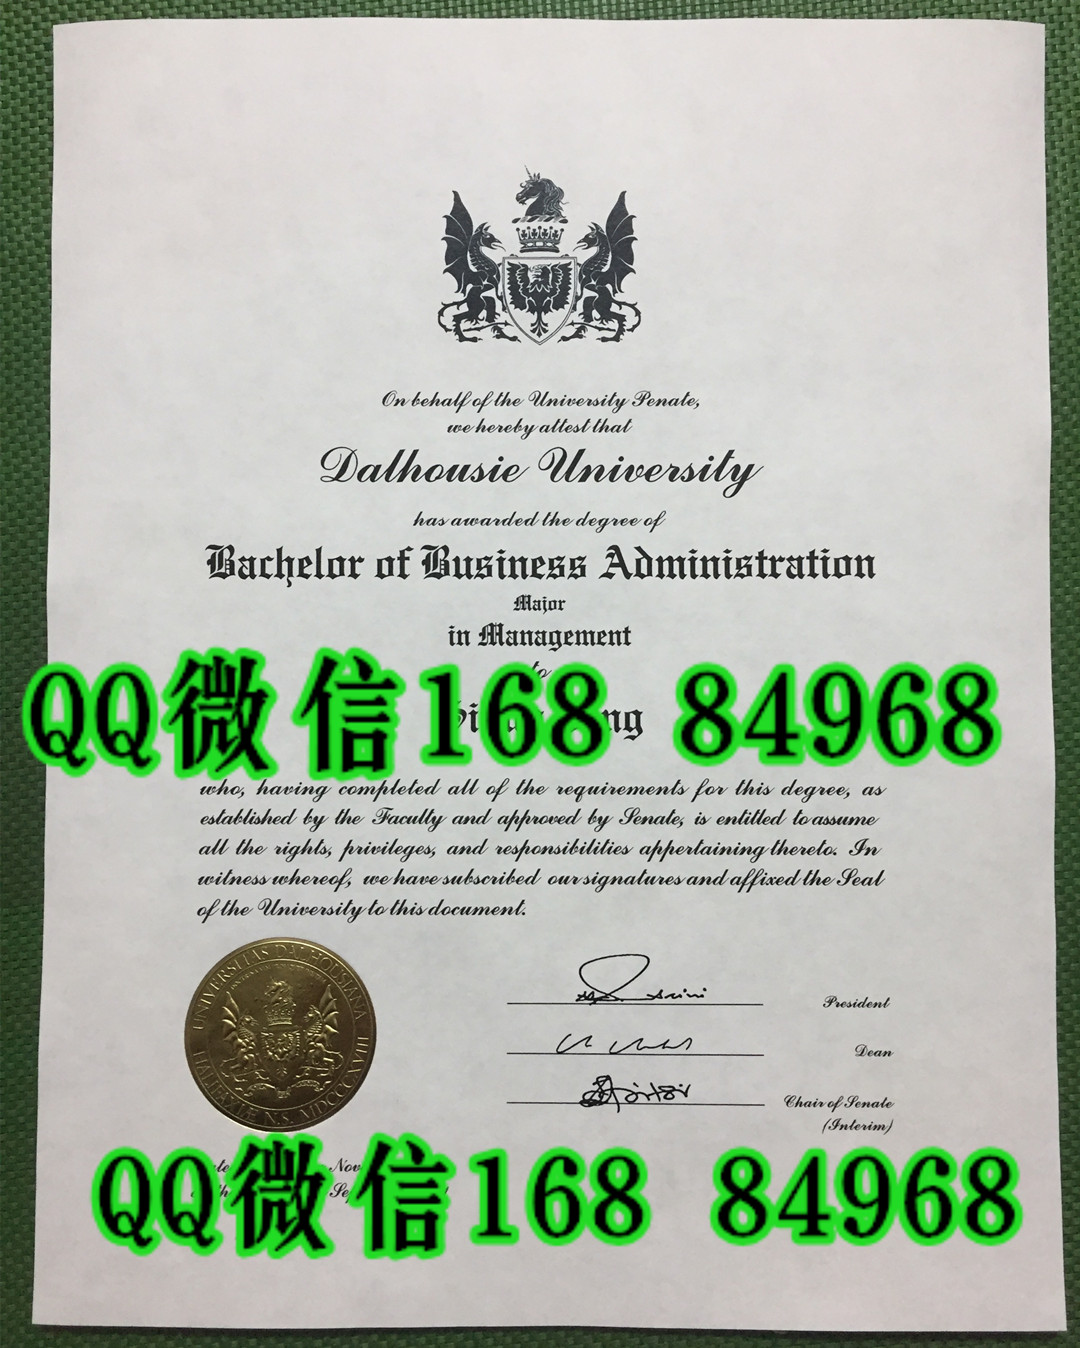 On behalf of the University Senate,
we hereby attest that
Dalhousie University
has awarded the degree of
Bachelor of Business Administration
Major
in Management
to
QQ微信168 84968
who, having completed all of the requirements for this degree, as
established by the Faculty and approved by Senate, is entitled to assume
all the rights, privileges, and responsibilities appertaining thereto. In
witness whereof, we have subscribed our signatures and affixed the Seal
of the University to this document.
UNIVERSITAS DALHOUSIANA
HALIFAXIÆ N.S. MDCCCXVIII
President
Dean
Chair of Senate
(Interim)
QQ微信168 84968